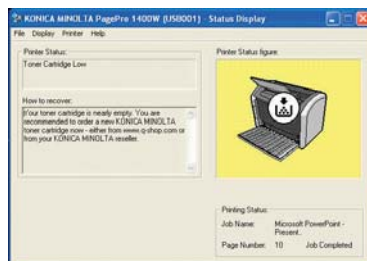 KONICA MINOLTA PagePro 1400W (USB001) - Status Display
File Display Printer Help
Printer Status:
Toner Cartridge Low
How to recover:
Your toner cartridge is nearly empty. You are
recommended to order a new KONICA MINOLTA
toner cartridge now - either from www.q-shop.com or
from your KONICA MINOLTA reseller.
Printer Status figure:
Printing Status:
Job Name: Microsoft PowerPoint -
Present..
Page Number: 10 Job Completed